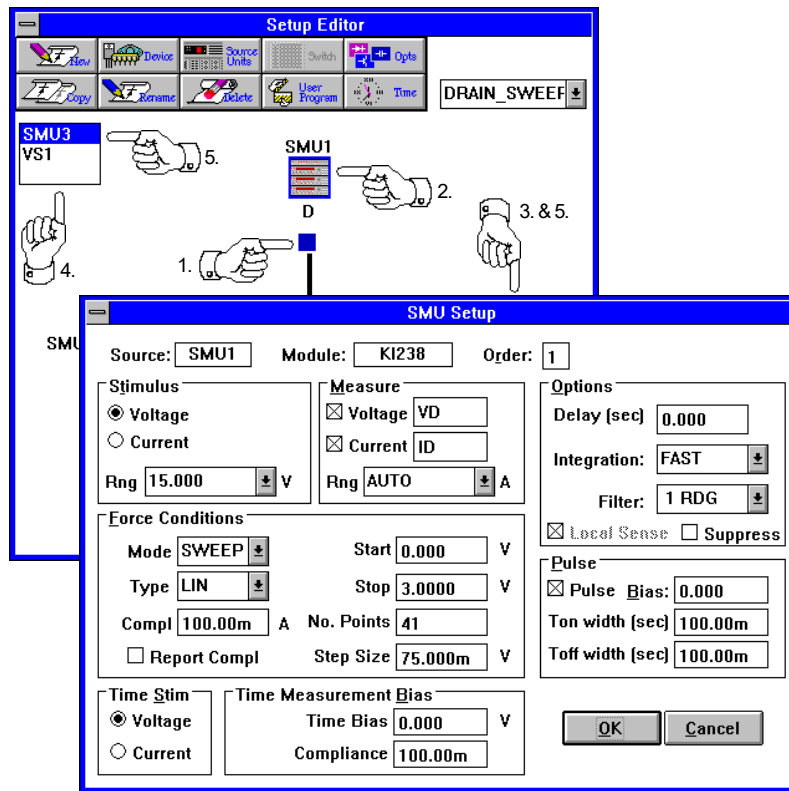 Setup Editor
New Device Source Units Switch Opts
Copy Rename Delete User Program Time
DRAIN_SWEEP
SMU3
VS1
5.
SMU1
2.
D
3. & 5.
1.
4.
SMU Setup
Source: SMU1 Module: KI238 Order: 1
Stimulus
Voltage
Current
Rng 15.000 V
Measure
Voltage VD
Current ID
Rng AUTO A
Options
Delay (sec) 0.000
Integration: FAST
Filter: 1 RDG
Local Sense Suppress
Force Conditions
Mode SWEEP Start 0.000 V
Type LIN Stop 3.0000 V
Compl 100.00m A No. Points 41
Report Compl Step Size 75.000m V
Pulse
Pulse Bias: 0.000
Ton width (sec) 100.00m
Toff width (sec) 100.00m
Time Stim
Voltage
Current
Time Measurement Bias
Time Bias 0.000 V
Compliance 100.00m
OK Cancel